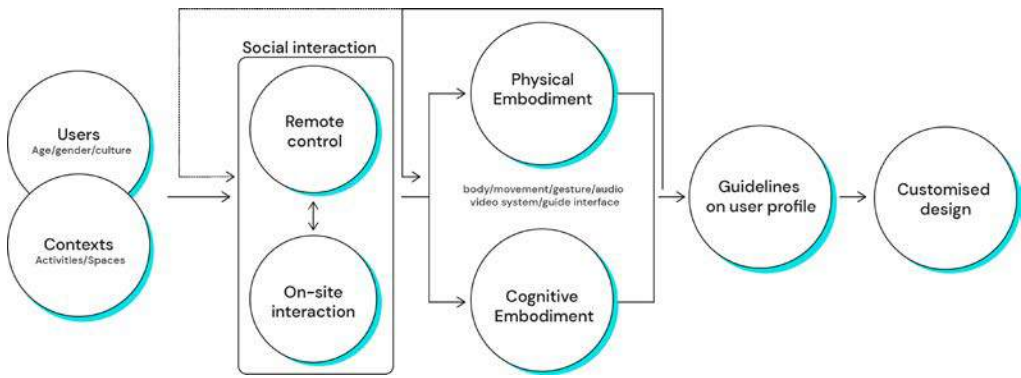 Social interaction
Users
Age/gender/culture
Contexts
Activities/Spaces
Remote
control
On-site
interaction
Physical
Embodiment
body/movement/gesture/audio
video system/guide interface
Cognitive
Embodiment
Guidelines
on user profile
Customised
design